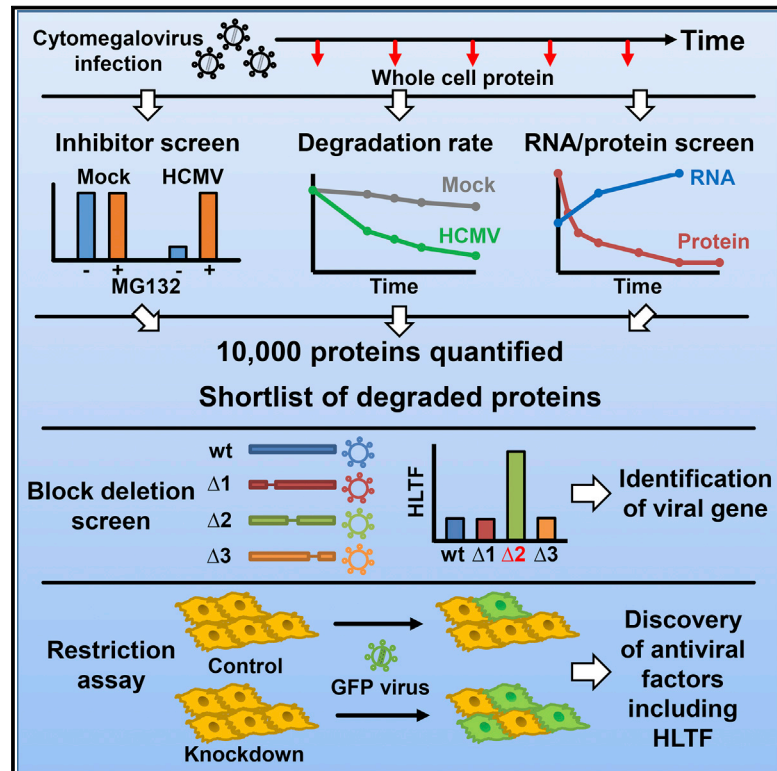 Cytomegalovirus
infection
Time
Whole cell protein
Inhibitor screen
Mock HCMV
- + - +
MG132
Degradation rate
Mock
HCMV
Time
RNA/protein screen
RNA
Protein
Time
10,000 proteins quantified
Shortlist of degraded proteins
Block deletion
screen
wt
Δ1
Δ2
Δ3
HLTF
wt Δ1 Δ2 Δ3
Identification
of viral gene
Restriction
assay
Control
GFP virus
Knockdown
Discovery
of antiviral
factors
including
HLTF